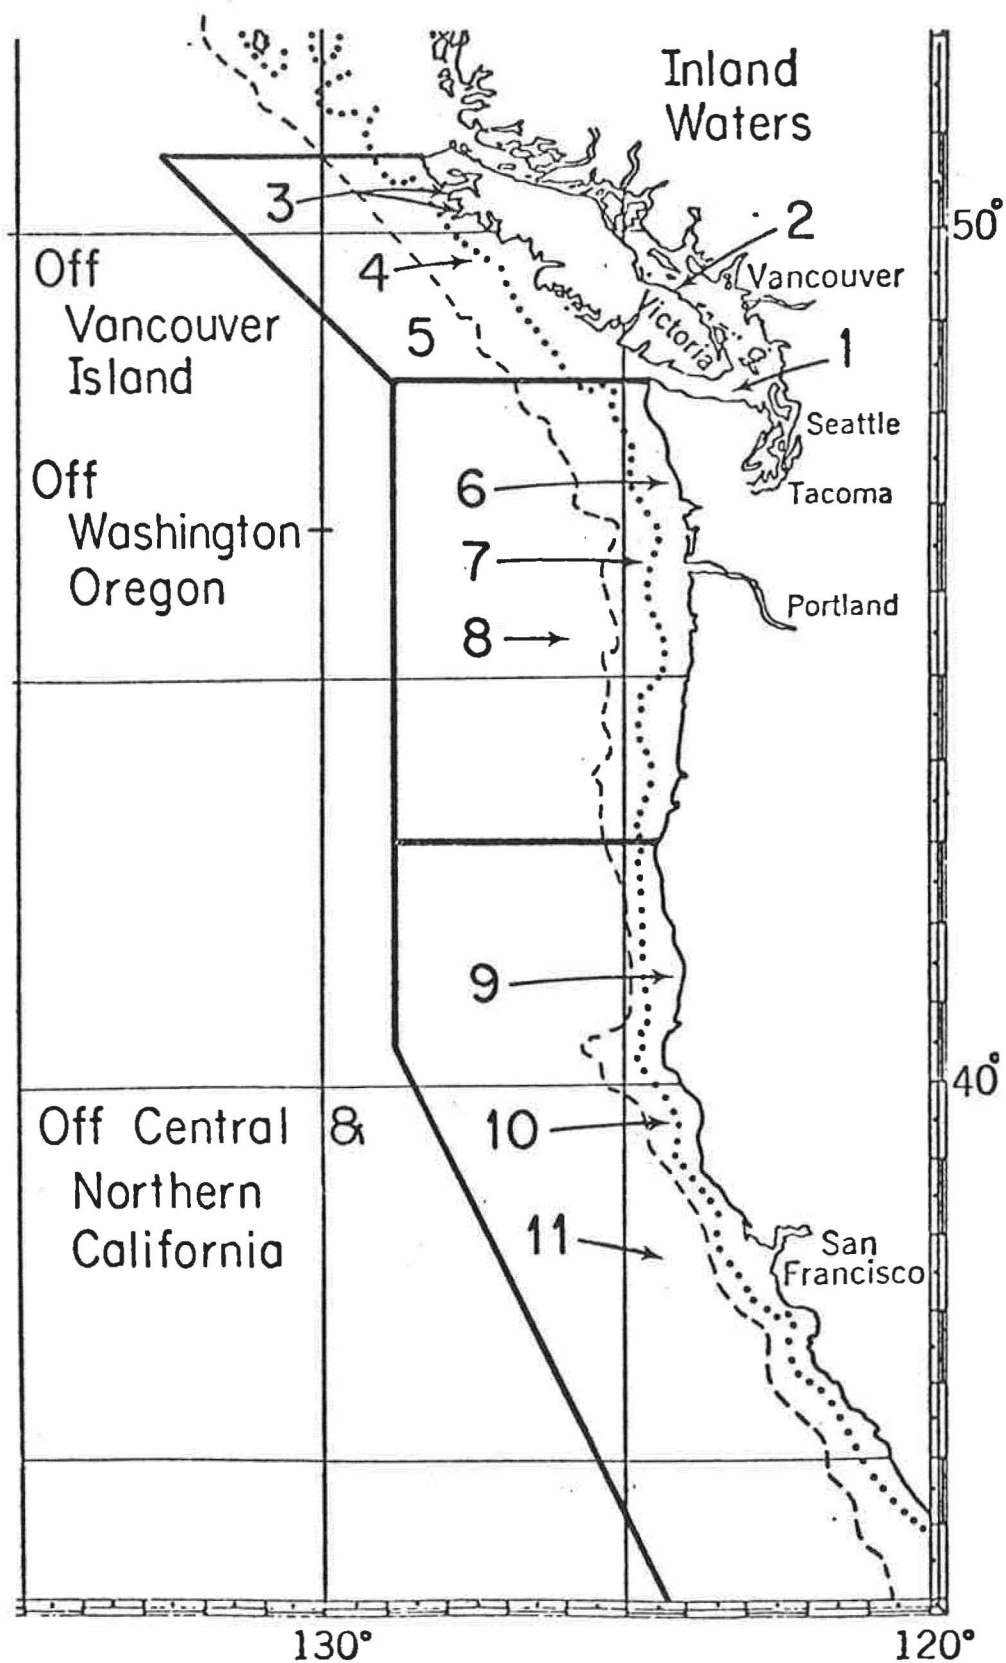 Inland
Waters
3
2
50°
Off
Vancouver
Island
4
Vancouver
5
Victoria
1
Seattle
Off
Washington
Oregon
6
Tacoma
7
Portland
8
9
40°
Off Central &
Northern
California
10
11
San
Francisco
130°
120°